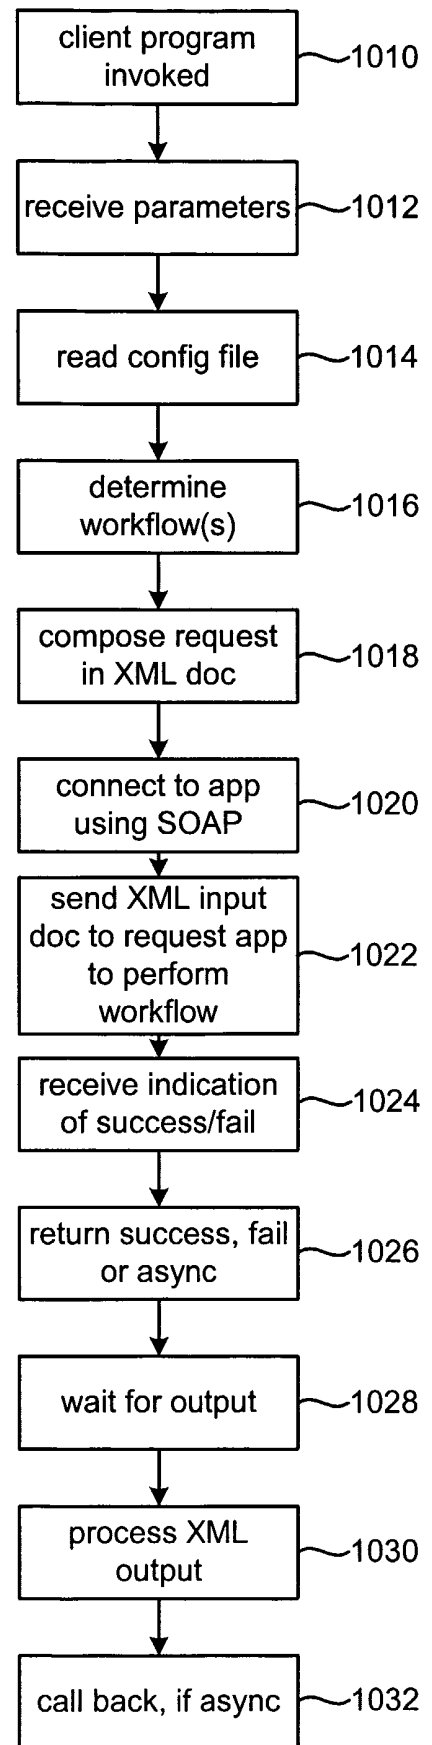 client program
invoked
1010
receive parameters
1012
read config file
1014
determine
workflow(s)
1016
compose request
in XML doc
1018
connect to app
using SOAP
1020
send XML input
doc to request app
to perform
workflow
1022
receive indication
of success/fail
1024
return success, fail
or async
1026
wait for output
1028
process XML
output
1030
call back, if async
1032